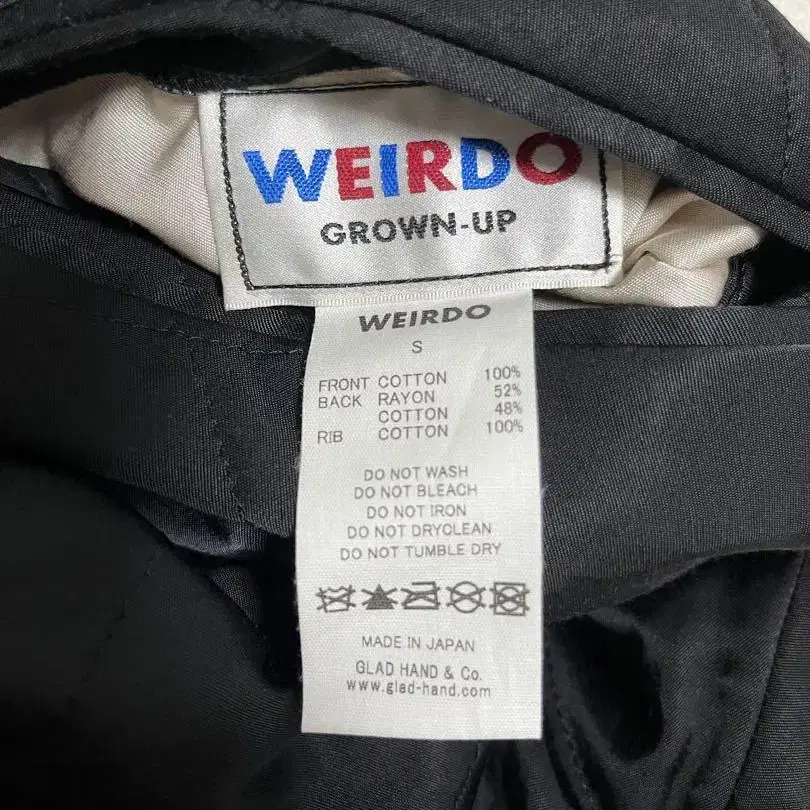 WEIRDO
GROWN-UP
WEIRDO
S
FRONT COTTON 100%
BACK RAYON 52%
COTTON 48%
RIB COTTON 100%
DO NOT WASH
DO NOT BLEACH
DO NOT IRON
DO NOT DRYCLEAN
DO NOT TUMBLE DRY
MADE IN JAPAN
GLAD HAND & Co.
www.glad-hand.com